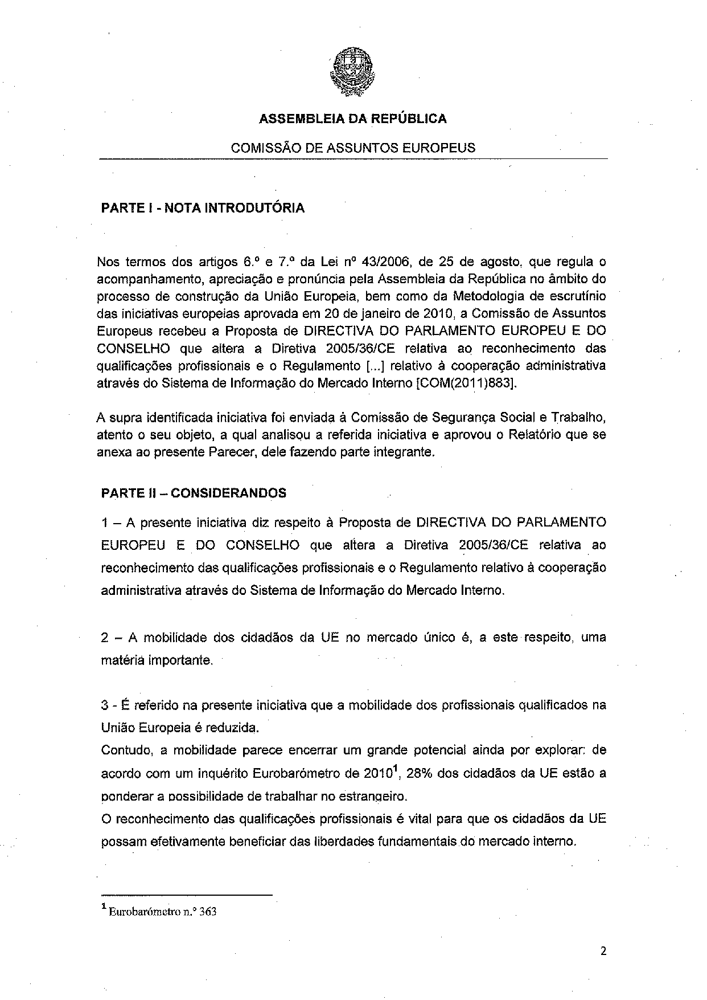 ASSEMBLEIA DA REPÚBLICA
COMISSÃO DE ASSUNTOS EUROPEUS
PARTE I - NOTA INTRODUTÓRIA
Nos termos dos artigos 6.º e 7.º da Lei nº 43/2006, de 25 de agosto, que regula o
acompanhamento, apreciação e pronúncia pela Assembleia da República no âmbito do
processo de construção da União Europeia, bem como da Metodologia de escrutínio
das iniciativas europeias aprovada em 20 de janeiro de 2010, a Comissão de Assuntos
Europeus recebeu a Proposta de DIRECTIVA DO PARLAMENTO EUROPEU E DO
CONSELHO que altera a Diretiva 2005/36/CE relativa ao reconhecimento das
qualificações profissionais e o Regulamento [...] relativo à cooperação administrativa
através do Sistema de Informação do Mercado Interno [COM(2011)883].
A supra identificada iniciativa foi enviada à Comissão de Segurança Social e Trabalho,
atento o seu objeto, a qual analisou a referida iniciativa e aprovou o Relatório que se
anexa ao presente Parecer, dele fazendo parte integrante.
PARTE II – CONSIDERANDOS
1 – A presente iniciativa diz respeito à Proposta de DIRECTIVA DO PARLAMENTO
EUROPEU E DO CONSELHO que altera a Diretiva 2005/36/CE relativa ao
reconhecimento das qualificações profissionais e o Regulamento relativo à cooperação
administrativa através do Sistema de Informação do Mercado Interno.
2 – A mobilidade dos cidadãos da UE no mercado único é, a este respeito, uma
matéria importante.
3 - É referido na presente iniciativa que a mobilidade dos profissionais qualificados na
União Europeia é reduzida.
Contudo, a mobilidade parece encerrar um grande potencial ainda por explorar: de
acordo com um inquérito Eurobarómetro de 2010¹, 28% dos cidadãos da UE estão a
ponderar a possibilidade de trabalhar no estrangeiro.
O reconhecimento das qualificações profissionais é vital para que os cidadãos da UE
possam efetivamente beneficiar das liberdades fundamentais do mercado interno.
¹ Eurobarómetro n.º 363
2